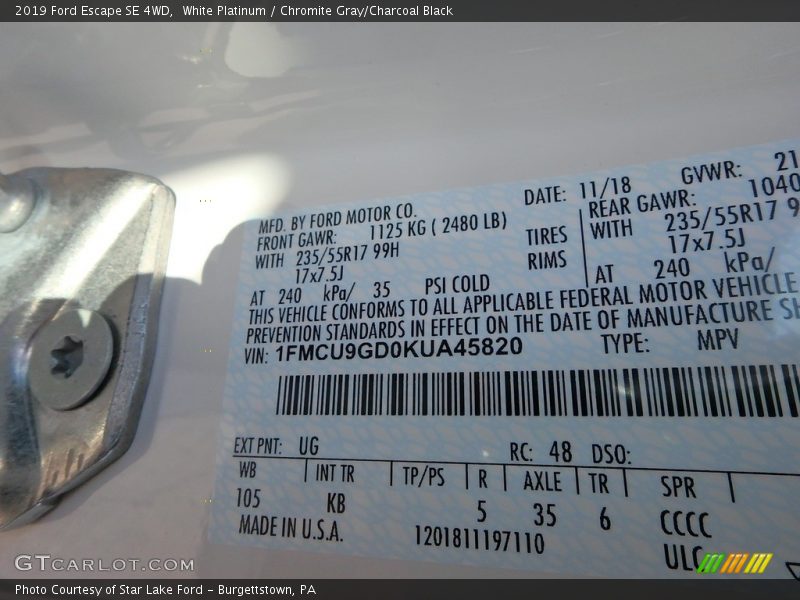 2019 Ford Escape SE 4WD,  White Platinum / Chromite Gray/Charcoal Black
MFD. BY FORD MOTOR CO. DATE: 11/18 GVWR: 21
FRONT GAWR: 1125 KG ( 2480 LB) REAR GAWR: 1040
WITH 235/55R17 99H TIRES WITH 235/55R17 9
17x7.5J RIMS 17x7.5J
AT 240 kPa/ 35 PSI COLD AT 240 kPa/
THIS VEHICLE CONFORMS TO ALL APPLICABLE FEDERAL MOTOR VEHICLE
PREVENTION STANDARDS IN EFFECT ON THE DATE OF MANUFACTURE SH
VIN: 1FMCU9GD0KUA45820 TYPE: MPV
EXT PNT: UG RC: 48 DSO:
WB INT TR TP/PS R AXLE TR SPR
105 KB 5 35 6 CCCC
MADE IN U.S.A. 1201811197110 ULC
GTCARLOT.COM
Photo Courtesy of Star Lake Ford - Burgettstown, PA